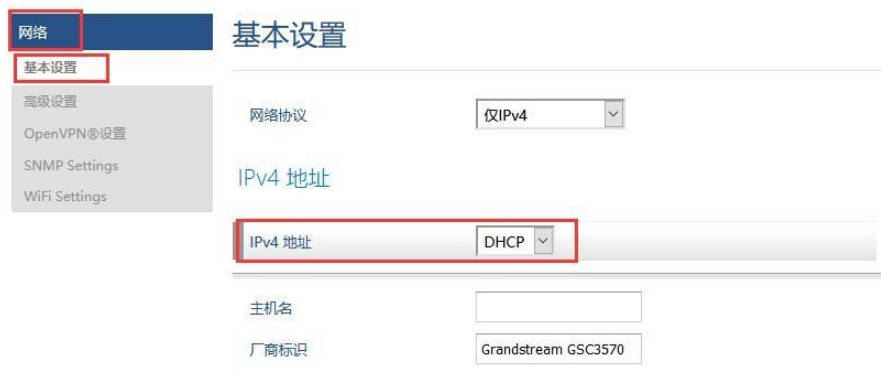 网络
基本设置
高级设置
OpenVPN®设置
SNMP Settings
WiFi Settings
基本设置
网络协议 仅IPv4
IPv4 地址
IPv4 地址 DHCP
主机名
厂商标识 Grandstream GSC3570